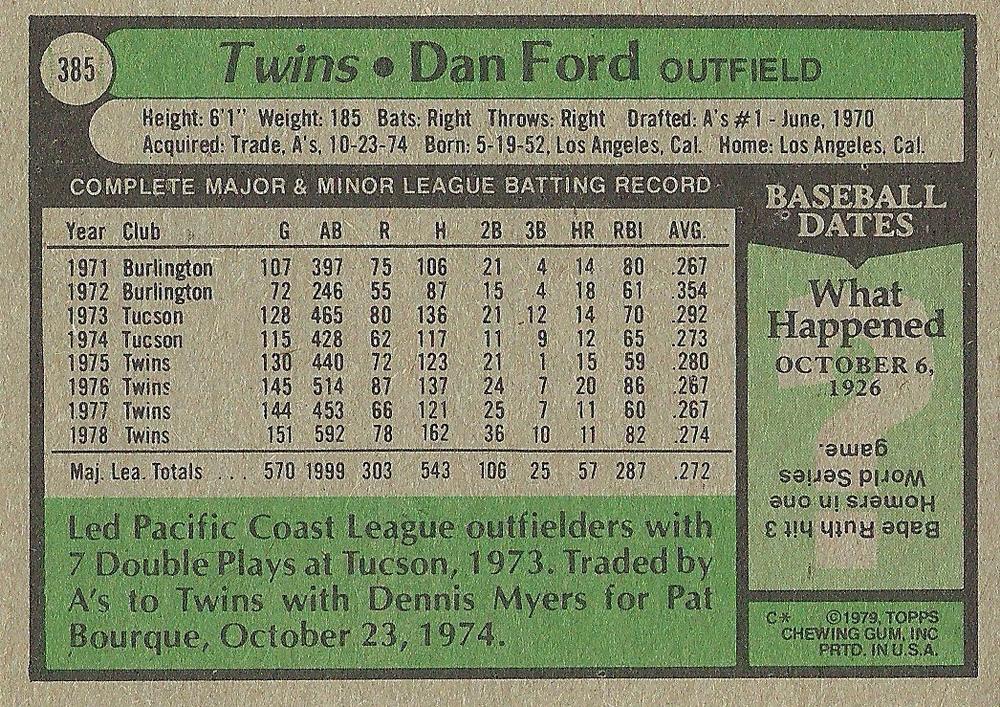 385
Twins • Dan Ford OUTFIELD
Height: 6'1" Weight: 185 Bats: Right Throws: Right Drafted: A's #1 - June, 1970
Acquired: Trade, A's, 10-23-74 Born: 5-19-52, Los Angeles, Cal. Home: Los Angeles, Cal.
COMPLETE MAJOR & MINOR LEAGUE BATTING RECORD
Year Club G AB R H 2B 3B HR RBI AVG.
1971 Burlington 107 397 75 106 21 4 14 80 .267
1972 Burlington 72 246 55 87 15 4 18 61 .354
1973 Tucson 128 465 80 136 21 12 14 70 .292
1974 Tucson 115 428 62 117 11 9 12 65 .273
1975 Twins 130 440 72 123 21 1 15 59 .280
1976 Twins 145 514 87 137 24 7 20 86 .267
1977 Twins 144 453 66 121 25 7 11 60 .267
1978 Twins 151 592 78 162 36 10 11 82 .274
Maj. Lea. Totals . . . 570 1999 303 543 106 25 57 287 .272
Led Pacific Coast League outfielders with
7 Double Plays at Tucson, 1973. Traded by
A's to Twins with Dennis Myers for Pat
Bourque, October 23, 1974.
BASEBALL
DATES
What
Happened
OCTOBER 6,
1926
?
Babe Ruth hit 3
Homers in one
World Series
game.
C* ©1979, TOPPS
CHEWING GUM, INC
PRTD. IN U.S.A.